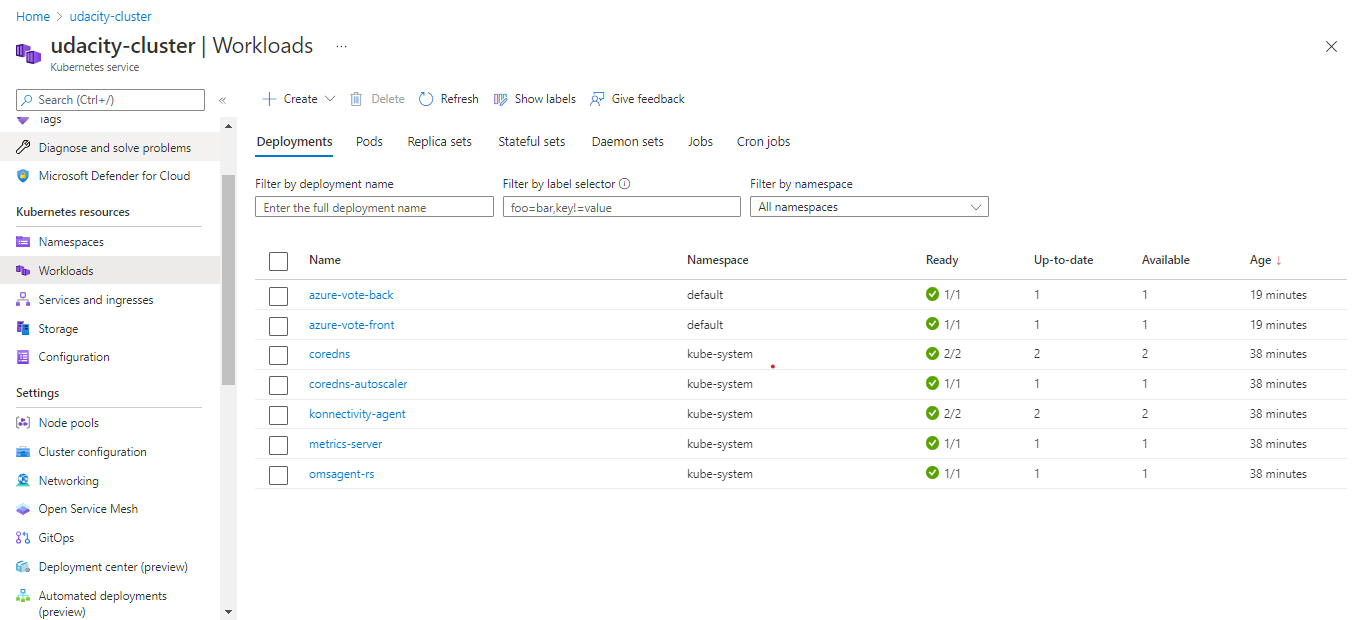 Home > udacity-cluster
udacity-cluster | Workloads ...
Kubernetes service
Search (Ctrl+/) «
Tags
Diagnose and solve problems
Microsoft Defender for Cloud
Kubernetes resources
Namespaces
Workloads
Services and ingresses
Storage
Configuration
Settings
Node pools
Cluster configuration
Networking
Open Service Mesh
GitOps
Deployment center (preview)
Automated deployments
(preview)
Create Delete Refresh Show labels Give feedback
Deployments Pods Replica sets Stateful sets Daemon sets Jobs Cron jobs
Filter by deployment name Filter by label selector Filter by namespace
Enter the full deployment name foo=bar,key!=value All namespaces
Name Namespace Ready Up-to-date Available Age ↓
azure-vote-back default 1/1 1 1 19 minutes
azure-vote-front default 1/1 1 1 19 minutes
coredns kube-system 2/2 2 2 38 minutes
coredns-autoscaler kube-system 1/1 1 1 38 minutes
konnectivity-agent kube-system 2/2 2 2 38 minutes
metrics-server kube-system 1/1 1 1 38 minutes
omsagent-rs kube-system 1/1 1 1 38 minutes